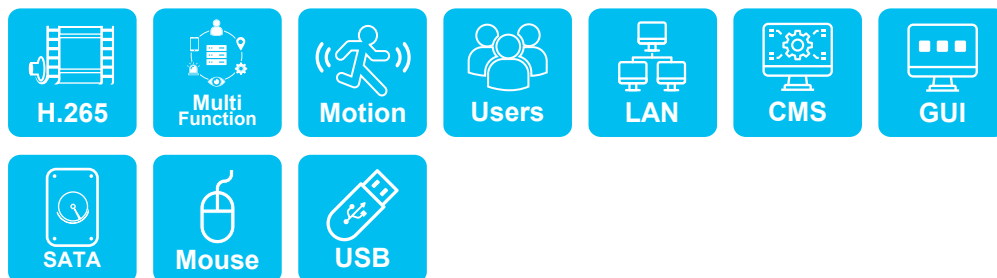 H.265
Multi
Function
Motion
Users
LAN
CMS
GUI
SATA
Mouse
USB